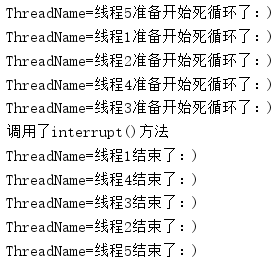 ThreadName=线程5准备开始死循环了：)
ThreadName=线程1准备开始死循环了：)
ThreadName=线程2准备开始死循环了：)
ThreadName=线程4准备开始死循环了：)
ThreadName=线程3准备开始死循环了：)
调用了interrupt()方法
ThreadName=线程1结束了：)
ThreadName=线程4结束了：)
ThreadName=线程3结束了：)
ThreadName=线程2结束了：)
ThreadName=线程5结束了：)